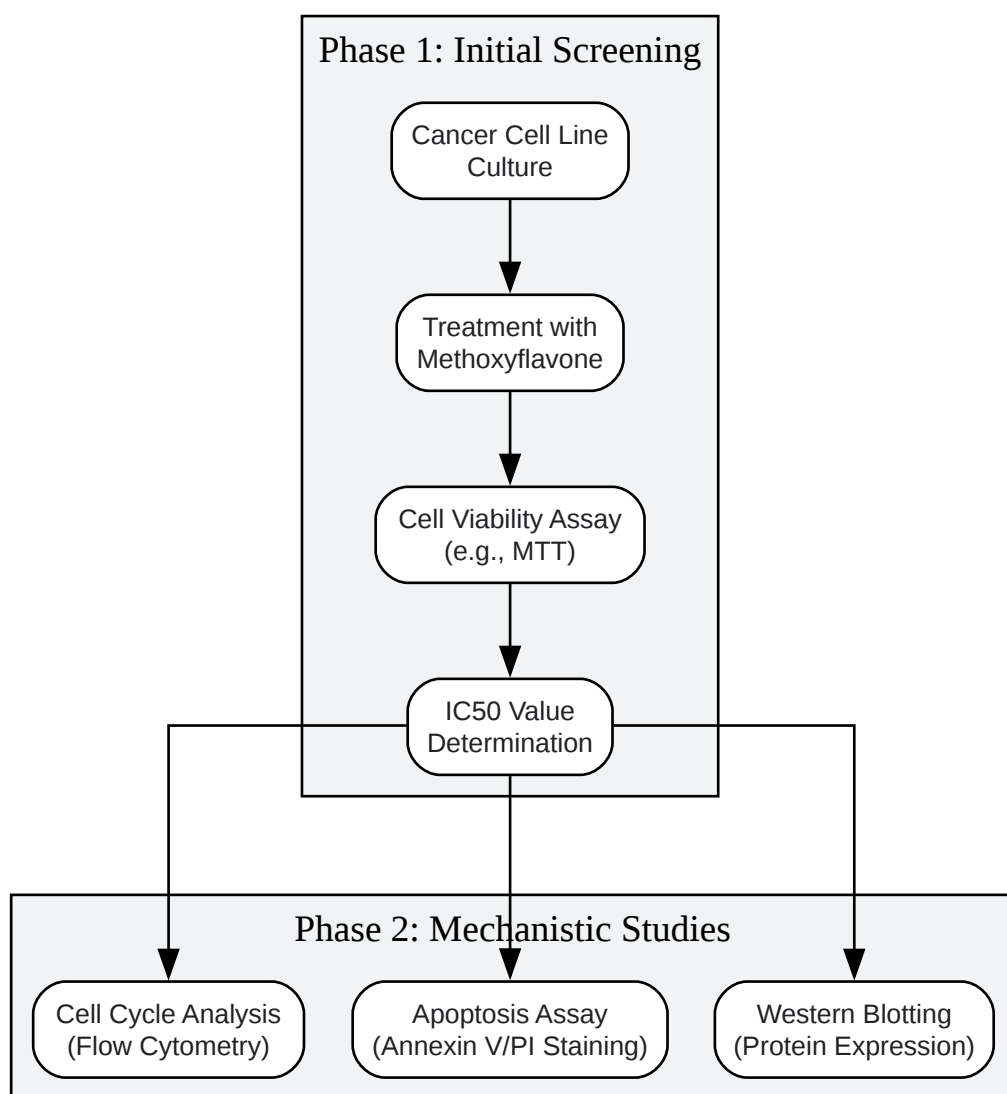 Phase 1: Initial Screening
Cancer Cell Line
Culture
Treatment with
Methoxyflavone
Cell Viability Assay
(e.g., MTT)
IC50 Value
Determination
Phase 2: Mechanistic Studies
Cell Cycle Analysis
(Flow Cytometry)
Apoptosis Assay
(Annexin V/PI Staining)
Western Blotting
(Protein Expression)